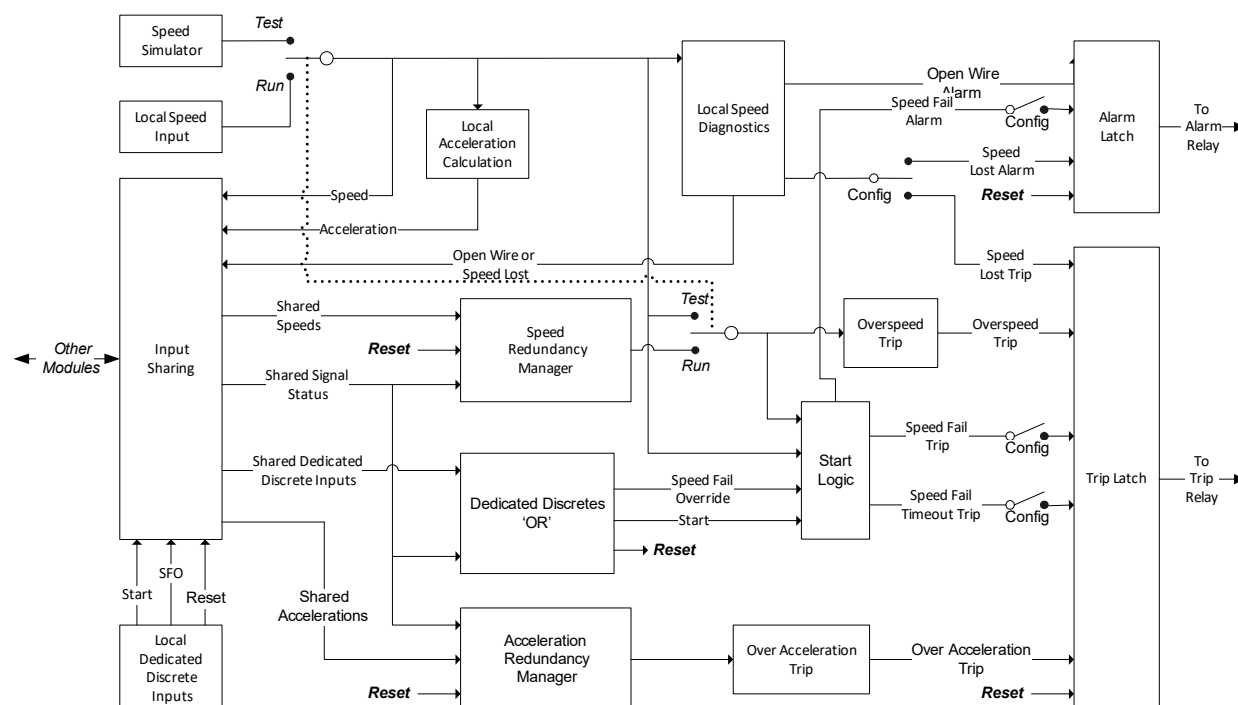 Speed
Simulator
Test
Run
Local Speed
Input
Local
Acceleration
Calculation
Local Speed
Diagnostics
Open Wire
Alarm
Speed Fail
Alarm
Config
Alarm
Latch
To
Alarm
Relay
Speed
Lost Alarm
Config
Reset
Speed
Acceleration
Open Wire or
Speed Lost
Speed
Lost Trip
Other
Modules
Input
Sharing
Shared
Speeds
Reset
Shared Signal
Status
Speed
Redundancy
Manager
Test
Run
Overspeed
Trip
Overspeed
Trip
Shared Dedicated
Discrete Inputs
Dedicated Discretes
‘OR’
Speed Fail
Override
Start
Reset
Start
Logic
Speed Fail
Trip
Config
Speed Fail
Timeout Trip
Config
Trip Latch
To
Trip
Relay
Start
SFO
Reset
Local
Dedicated
Discrete
Inputs
Shared
Accelerations
Reset
Acceleration
Redundancy
Manager
Over Acceleration
Trip
Over Acceleration
Trip
Reset